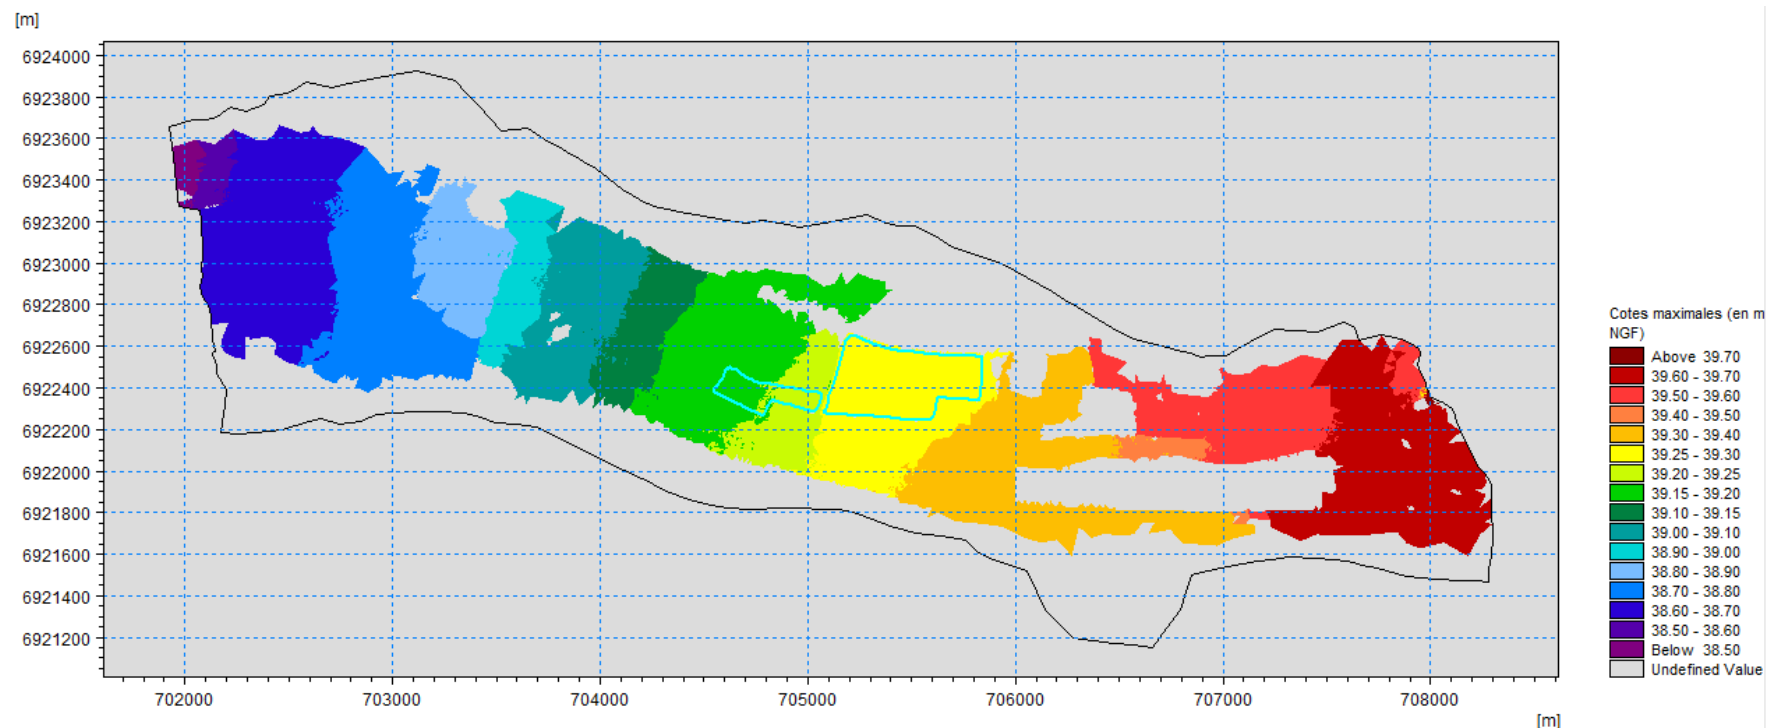 [m]
6924000
6923800
6923600
6923400
6923200
6923000
6922800
6922600
6922400
6922200
6922000
6921800
6921600
6921400
6921200
702000 703000 704000 705000 706000 707000 708000
[m]
Cotes maximales (en m
NGF)
Above 39.70
39.60 - 39.70
39.50 - 39.60
39.40 - 39.50
39.30 - 39.40
39.25 - 39.30
39.20 - 39.25
39.15 - 39.20
39.10 - 39.15
39.00 - 39.10
38.90 - 39.00
38.80 - 38.90
38.70 - 38.80
38.60 - 38.70
38.50 - 38.60
Below 38.50
Undefined Value